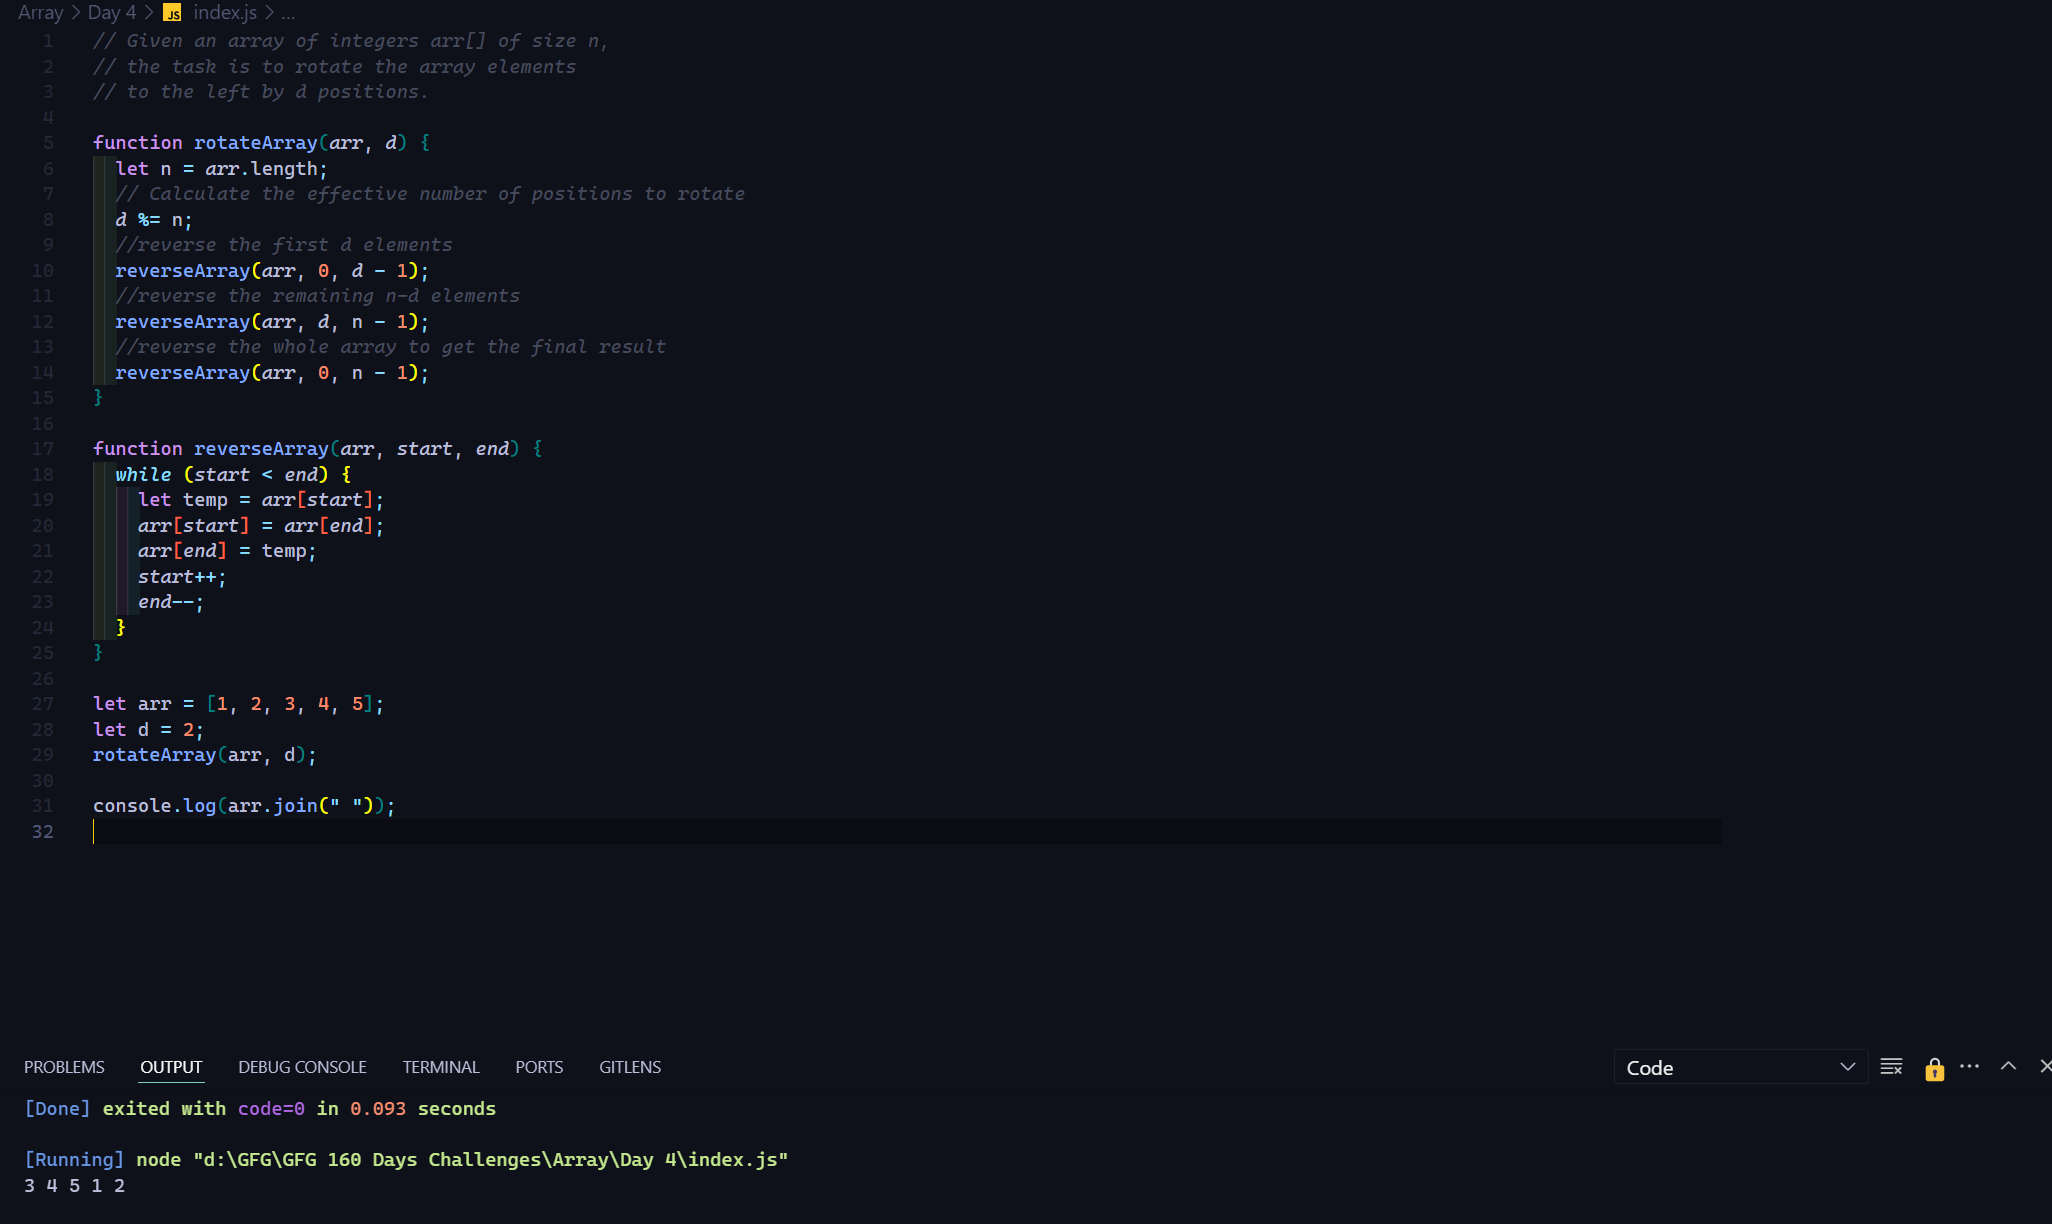 Array > Day 4 > JS index.js > ...
1 // Given an array of integers arr[] of size n,
2 // the task is to rotate the array elements
3 // to the left by d positions.
4
5 function rotateArray(arr, d) {
6   let n = arr.length;
7   // Calculate the effective number of positions to rotate
8   d %= n;
9   //reverse the first d elements
10   reverseArray(arr, 0, d - 1);
11   //reverse the remaining n-d elements
12   reverseArray(arr, d, n - 1);
13   //reverse the whole array to get the final result
14   reverseArray(arr, 0, n - 1);
15 }
16
17 function reverseArray(arr, start, end) {
18   while (start < end) {
19     let temp = arr[start];
20     arr[start] = arr[end];
21     arr[end] = temp;
22     start++;
23     end--;
24   }
25 }
26
27 let arr = [1, 2, 3, 4, 5];
28 let d = 2;
29 rotateArray(arr, d);
30
31 console.log(arr.join(" "));
32
PROBLEMS OUTPUT DEBUG CONSOLE TERMINAL PORTS GITLENS Code
[Done] exited with code=0 in 0.093 seconds
[Running] node "d:\GFG\GFG 160 Days Challenges\Array\Day 4\index.js"
3 4 5 1 2